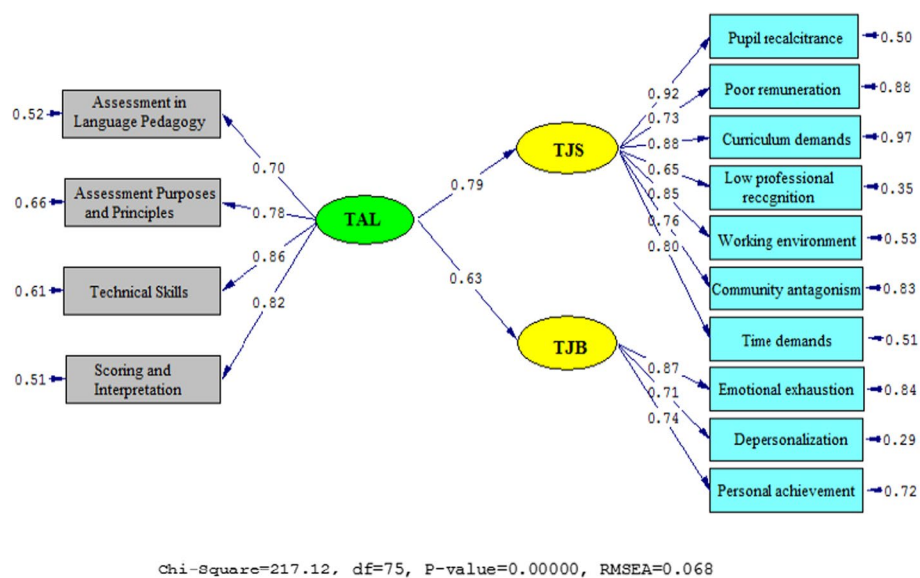 Assessment in
Language Pedagogy
0.52
Assessment Purposes
and Principles
0.66
Technical Skills
0.61
Scoring and
Interpretation
0.51
0.70
0.78
0.86
0.82
TAL
0.79
0.63
TJS
TJB
0.92
0.73
0.88
0.65
0.85
0.76
0.80
0.87
0.71
0.74
Pupil recalcitrance
0.50
Poor remuneration
0.88
Curriculum demands
0.97
Low professional
reccgnition
0.35
Working environment
0.53
Community antagonism
0.83
Time demands
0.51
Emotional exhaustion
0.84
Depersonalization
0.29
Personal achievement
0.72
Chi-Square=217.12, df=75, P-value=0.00000, RMSEA=0.068